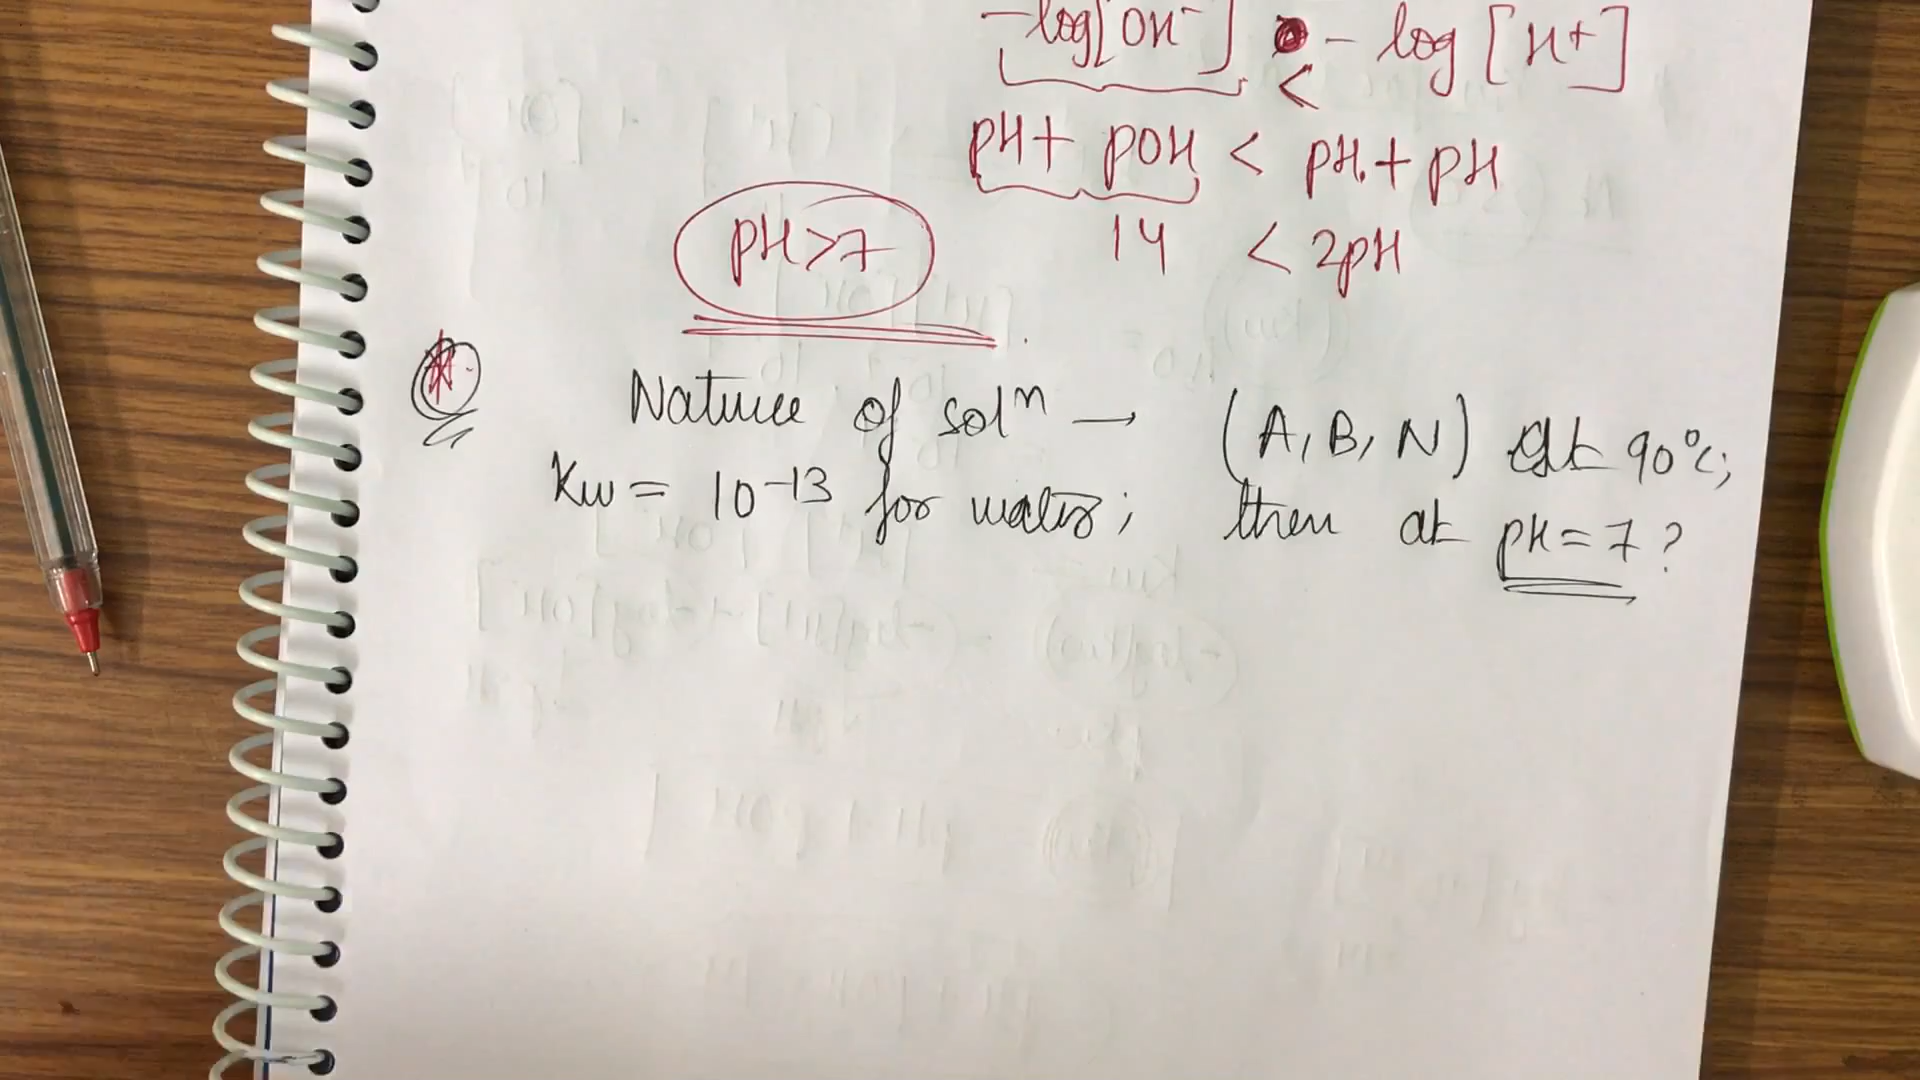 -log[OH-] < -log [H+]
pH+ pOH < pH + pH
pH>7
14 < 2pH
Nature of solⁿ → (A, B, N) at 90°C;
Kw = 10⁻¹³ for water; then at pH = 7 ?